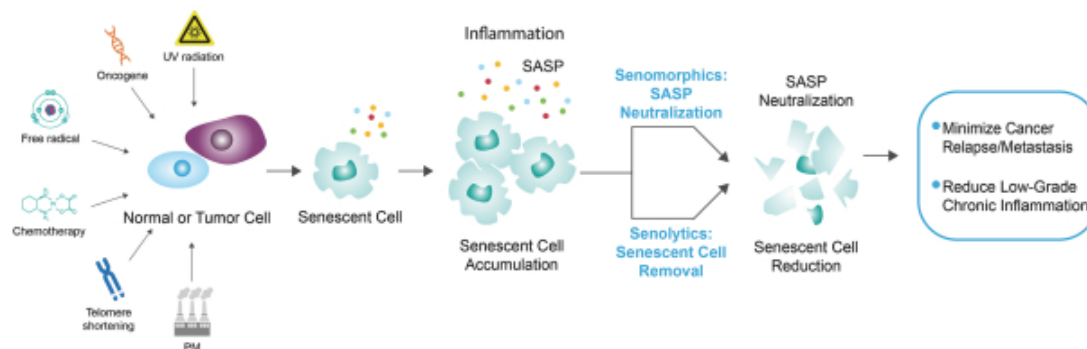 UV radiation
Oncogene
Free radical
Chemotherapy
Telomere
shortening
PM
Normal or Tumor Cell
Senescent Cell
Inflammation
SASP
Senescent Cell
Accumulation
Senomorphics:
SASP
Neutralization
Senolytics:
Senescent Cell
Removal
SASP
Neutralization
Senescent Cell
Reduction
• Minimize Cancer
Relapse/Metastasis
• Reduce Low-Grade
Chronic Inflammation